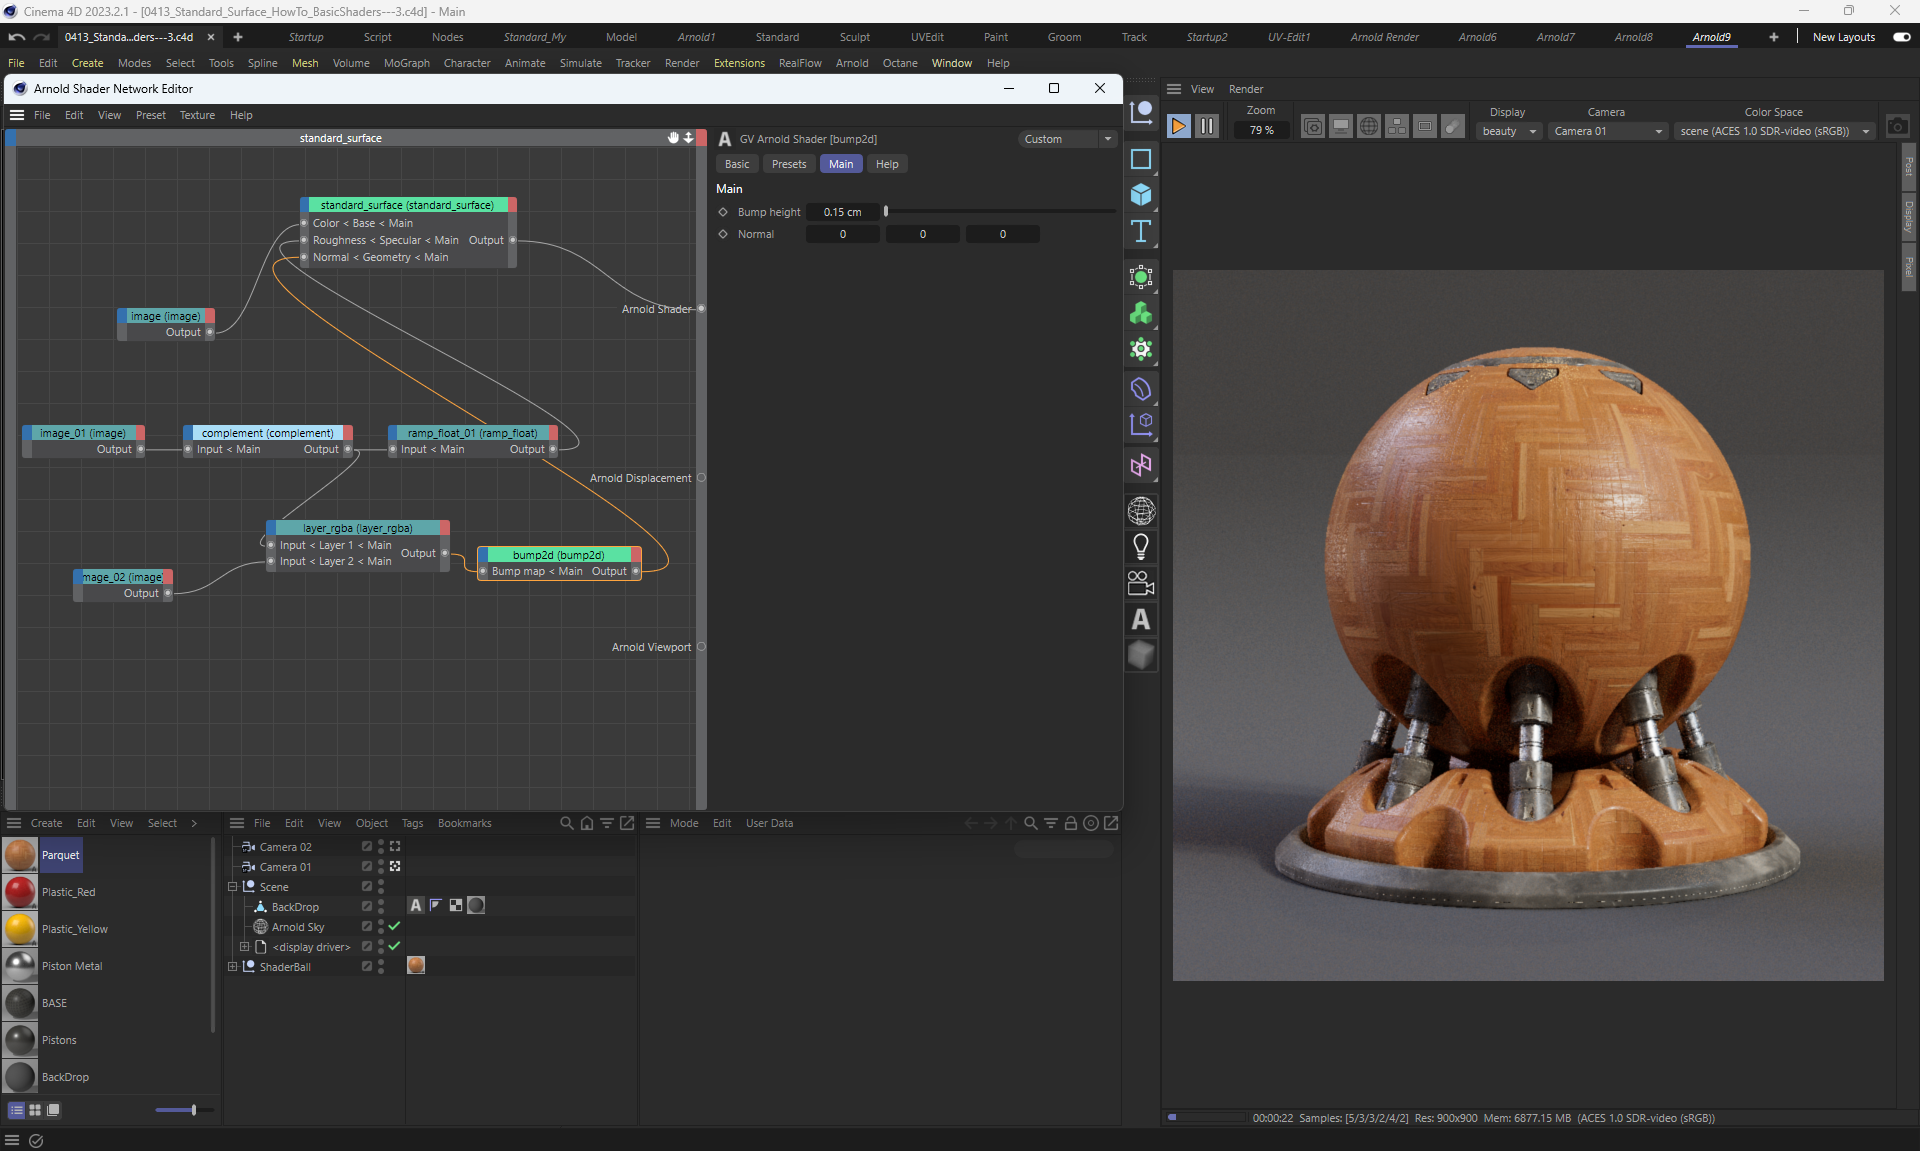 Cinema 4D 2023.2.1 - [0413_Standard_Surface_HowTo_BasicShaders---3.c4d] - Main
0413_Standa...ders---3.c4d × + Startup Script Nodes Standard_My Model Arnold1 Standard Sculpt UVEdit Paint Groom Track Startup2 UV-Edit1 Arnold Render Arnold6 Arnold7 Arnold8 Arnold9 + New Layouts
File Edit Create Modes Select Tools Spline Mesh Volume MoGraph Character Animate Simulate Tracker Render Extensions RealFlow Arnold Octane Window Help
Arnold Shader Network Editor
File Edit View Preset Texture Help
standard_surface
standard_surface (standard_surface)
Color < Base < Main
Roughness < Specular < Main Output
Normal < Geometry < Main
Arnold Shader
image (image)
Output
image_01 (image)
Output
complement (complement)
Input < Main Output
ramp_float_01 (ramp_float)
Input < Main Output
Arnold Displacement
layer_rgba (layer_rgba)
Input < Layer 1 < Main
Output
Input < Layer 2 < Main
bump2d (bump2d)
Bump map < Main Output
mage_02 (image)
Output
Arnold Viewport
A GV Arnold Shader [bump2d] Custom
Basic Presets Main Help
Main
Bump height 0.15 cm
Normal 0 0 0
T
A
View Render
Zoom Display Camera Color Space
79 % beauty Camera 01 scene (ACES 1.0 SDR-video (sRGB))
Post
Display
Pixel
Create Edit View Select >
Parquet
Plastic_Red
Plastic_Yellow
Piston Metal
BASE
Pistons
BackDrop
File Edit View Object Tags Bookmarks
Camera 02
Camera 01
Scene
BackDrop A
Arnold Sky
<display driver>
ShaderBall
Mode Edit User Data
00:00:22 Samples: [5/3/3/2/4/2] Res: 900x900 Mem: 6877.15 MB (ACES 1.0 SDR-video (sRGB))